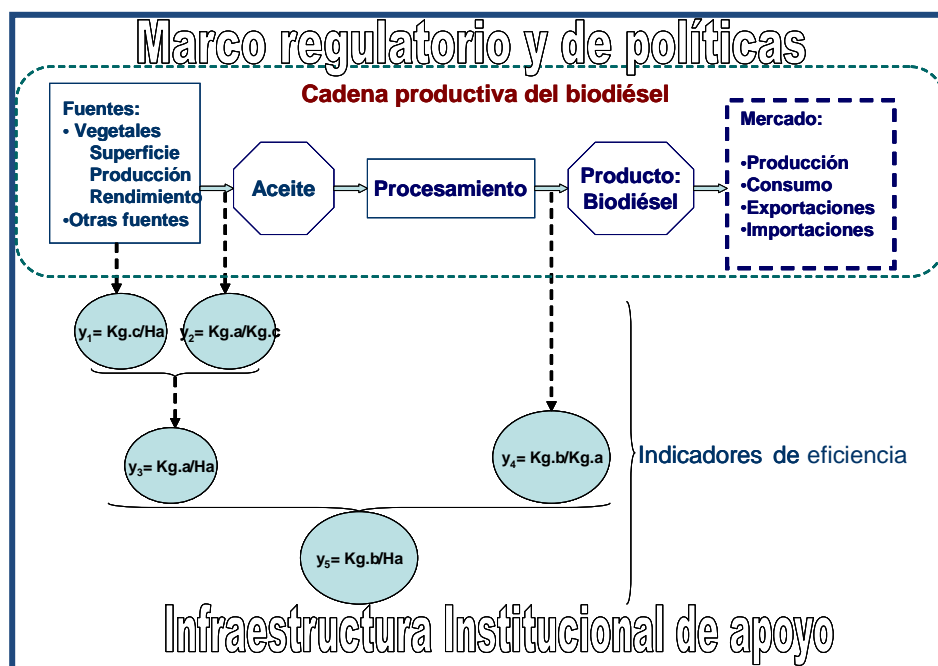 Marco regulatorio y de políticas
Cadena productiva del biodiésel
Fuentes:
• Vegetales
Superficie
Producción
Rendimiento
•Otras fuentes
Aceite
Procesamiento
Producto:
Biodiésel
Mercado:
•Producción
•Consumo
•Exportaciones
•Importaciones
y1= Kg.c/Ha
y2= Kg.a/Kg.c
y3= Kg.a/Ha
y4= Kg.b/Kg.a
Indicadores de eficiencia
y5= Kg.b/Ha
Infraestructura Institucional de apoyo